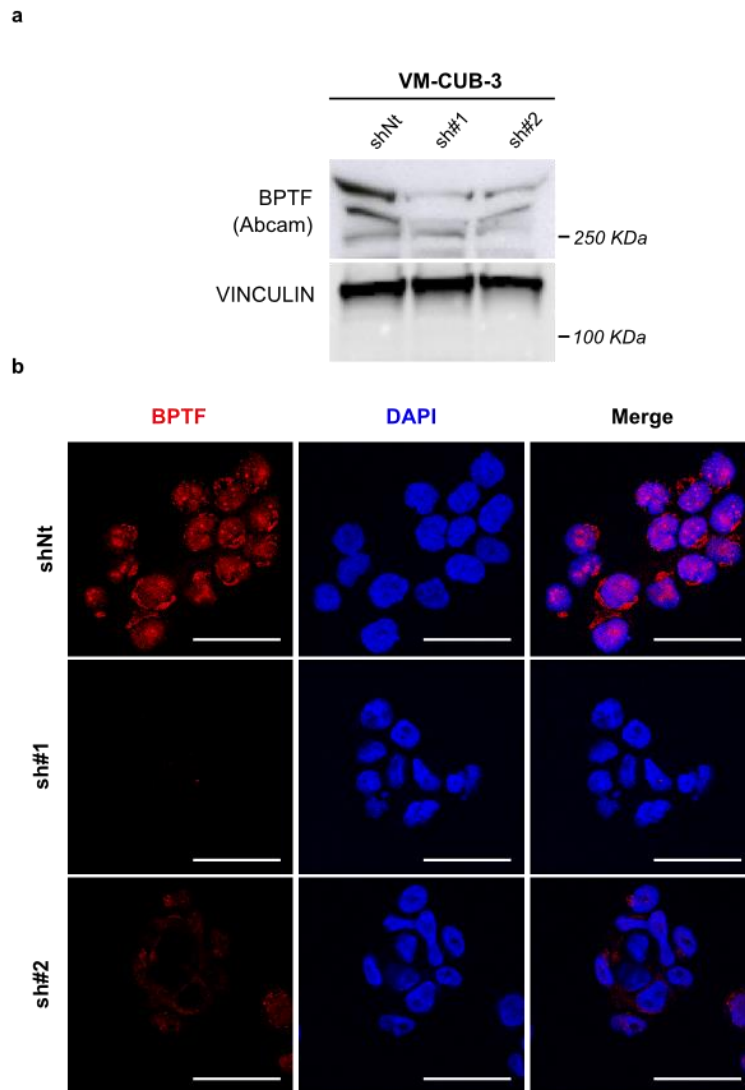 a
VM-CUB-3
shNt sh#1 sh#2
BPTF
(Abcam)
250 KDa
VINCULIN
100 KDa
b
BPTF DAPI Merge
shNt
sh#1
sh#2